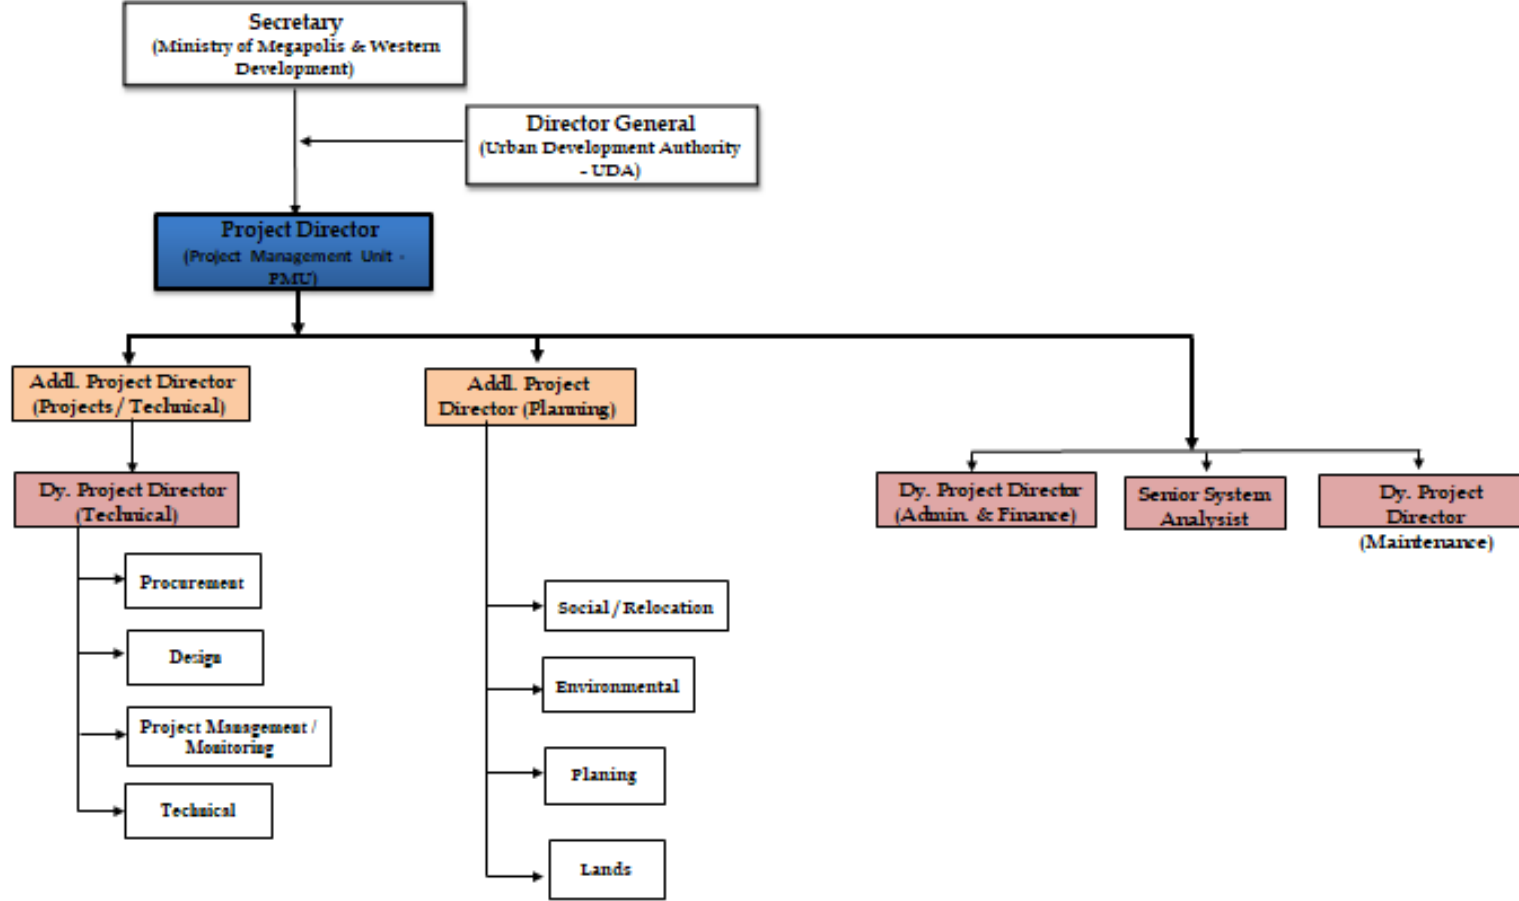 Secretary
(Ministry of Megapolis & Western
Development)
Director General
(Urban Development Authority
- UDA)
Project Director
(Project Management Unit -
PMU)
Addl. Project Director
(Projects / Technical)
Addl. Project
Director (Planning)
Dy. Project Director
(Technical)
Dy. Project Director
(Admin. & Finance)
Senior System
Analysist
Dy. Project
Director
(Maintenance)
Procurement
Design
Project Management /
Monitoring
Technical
Social / Relocation
Environmental
Planing
Lands